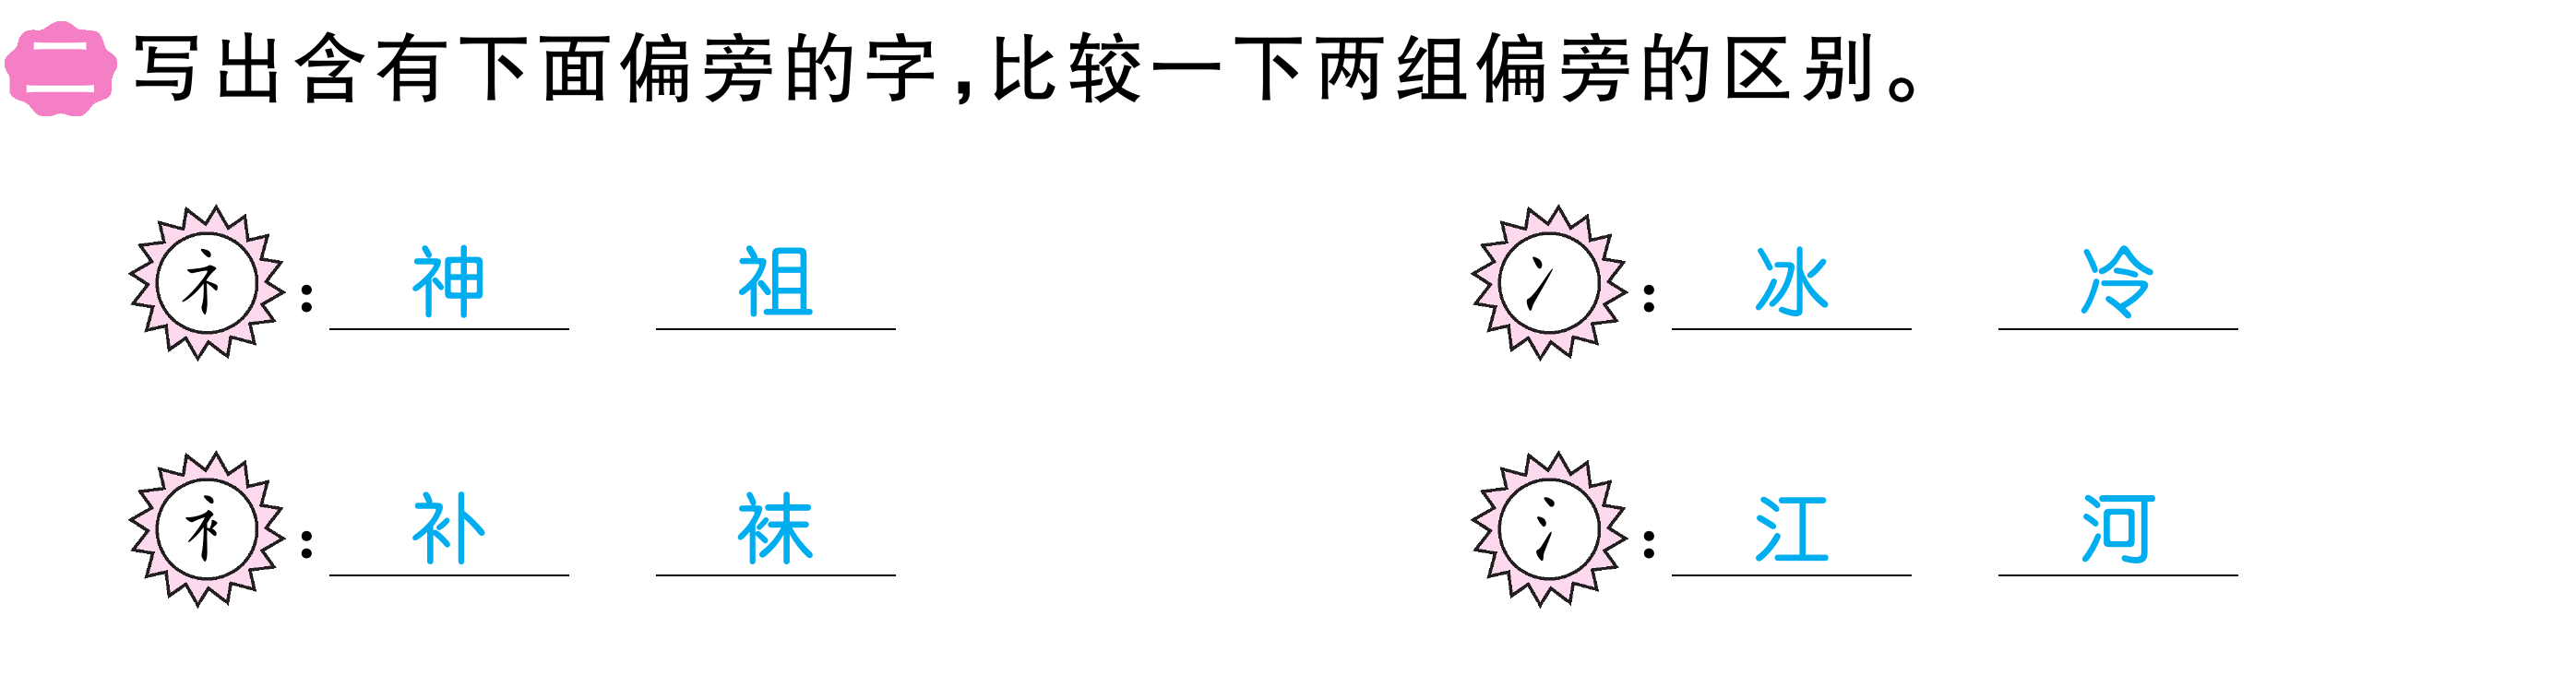 二 写出含有下面偏旁的字,比较一下两组偏旁的区别。
礻: 神 祖 冫: 冰 冷
衤: 补 袜 氵: 江 河